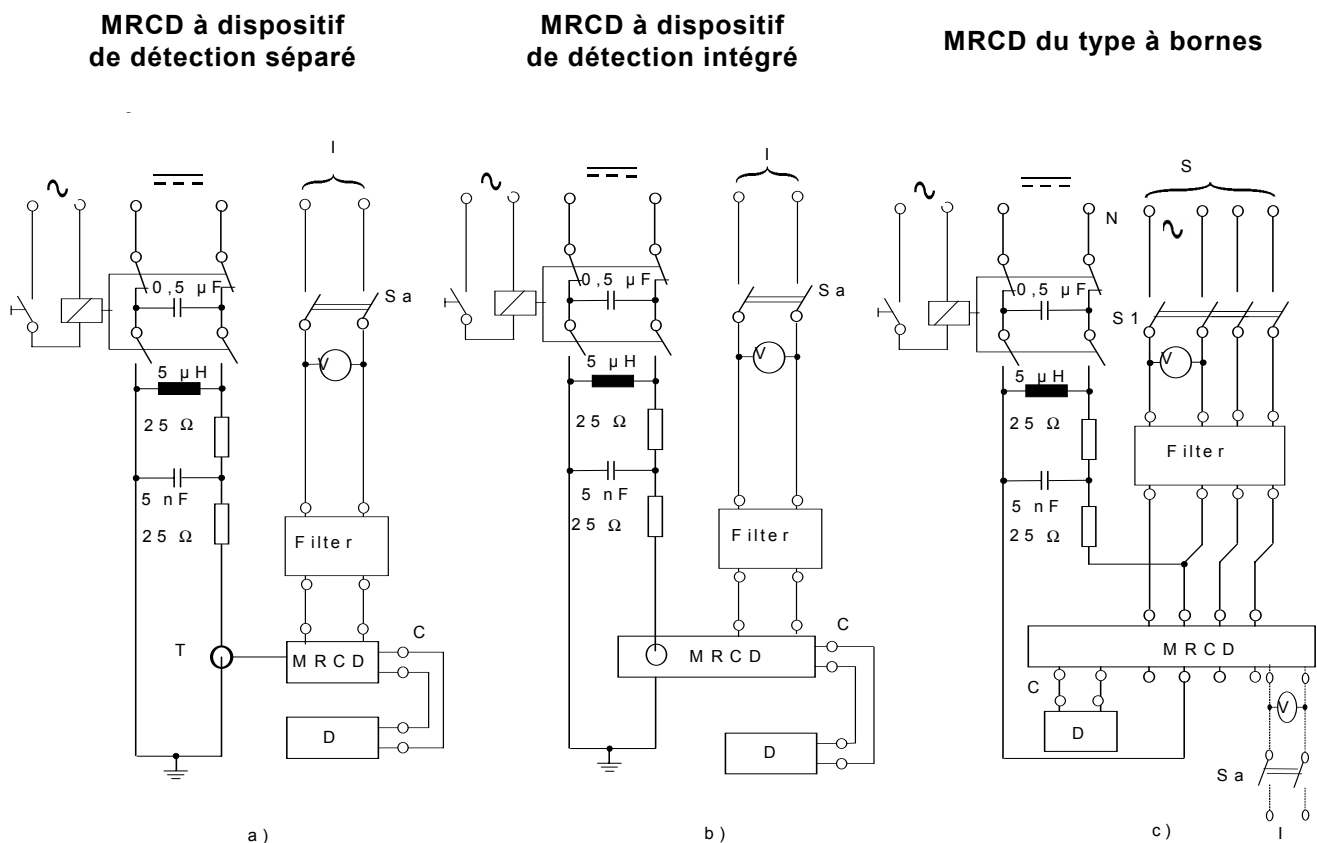 MRCD à dispositif
de détection séparé
MRCD à dispositif
de détection intégré
MRCD du type à bornes
I
~
Sa
0,5 µF
V
5 µH
25 Ω
5 nF
25 Ω
Filter
T
MRCD
C
D
a)
I
~
Sa
0,5 µF
V
5 µH
25 Ω
5 nF
25 Ω
Filter
MRCD
C
D
b)
S
~
N
~
0,5 µF
S1
V
5 µH
25 Ω
Filter
5 nF
25 Ω
MRCD
C
V
D
Sa
c)
I